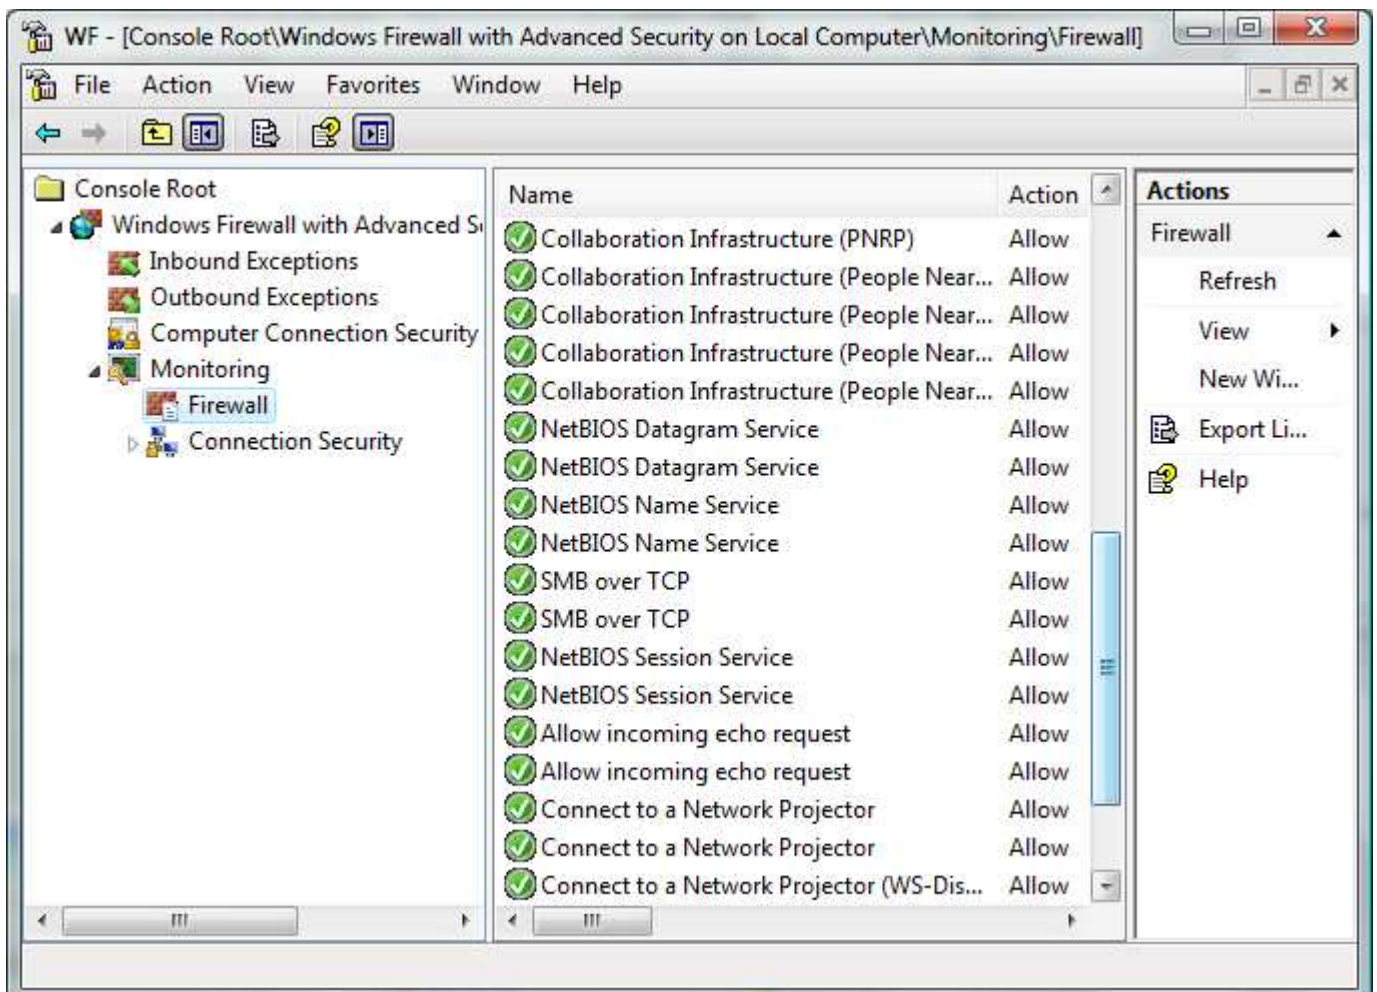 WF - [Console Root\Windows Firewall with Advanced Security on Local Computer\Monitoring\Firewall]
File Action View Favorites Window Help
Console Root
Windows Firewall with Advanced S
Inbound Exceptions
Outbound Exceptions
Computer Connection Security
Monitoring
Firewall
Connection Security
Name Action
Collaboration Infrastructure (PNRP) Allow
Collaboration Infrastructure (People Near... Allow
Collaboration Infrastructure (People Near... Allow
Collaboration Infrastructure (People Near... Allow
Collaboration Infrastructure (People Near... Allow
NetBIOS Datagram Service Allow
NetBIOS Datagram Service Allow
NetBIOS Name Service Allow
NetBIOS Name Service Allow
SMB over TCP Allow
SMB over TCP Allow
NetBIOS Session Service Allow
NetBIOS Session Service Allow
Allow incoming echo request Allow
Allow incoming echo request Allow
Connect to a Network Projector Allow
Connect to a Network Projector Allow
Connect to a Network Projector (WS-Dis... Allow
Actions
Firewall
Refresh
View
New Wi...
Export Li...
Help